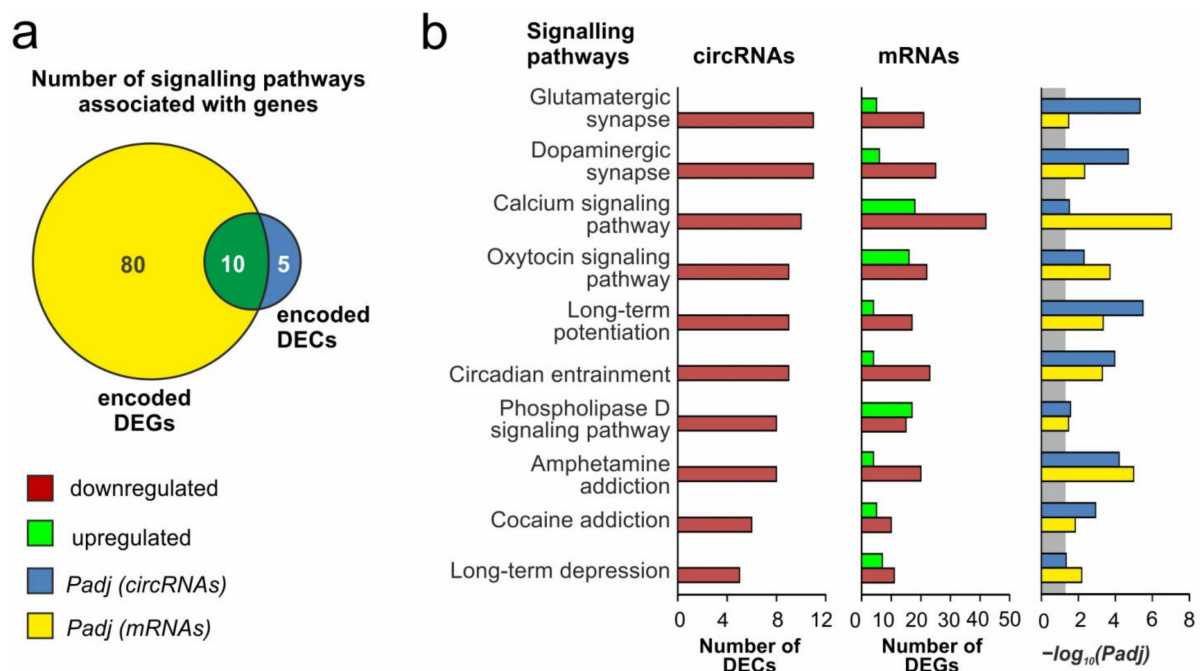 a
Number of signalling pathways
associated with genes
80
10
5
encoded
DECs
encoded
DEGs
downregulated
upregulated
Padj (circRNAs)
Padj (mRNAs)
b
Signalling
pathways
circRNAs
mRNAs
Glutamatergic
synapse
Dopaminergic
synapse
Calcium signaling
pathway
Oxytocin signaling
pathway
Long-term
potentiation
Circadian entrainment
Phospholipase D
signaling pathway
Amphetamine
addiction
Cocaine addiction
Long-term depression
0 4 8 12
Number of
DECs
0 10 20 30 40 50
Number of
DEGs
0 2 4 6 8
−log₁₀(Padj)